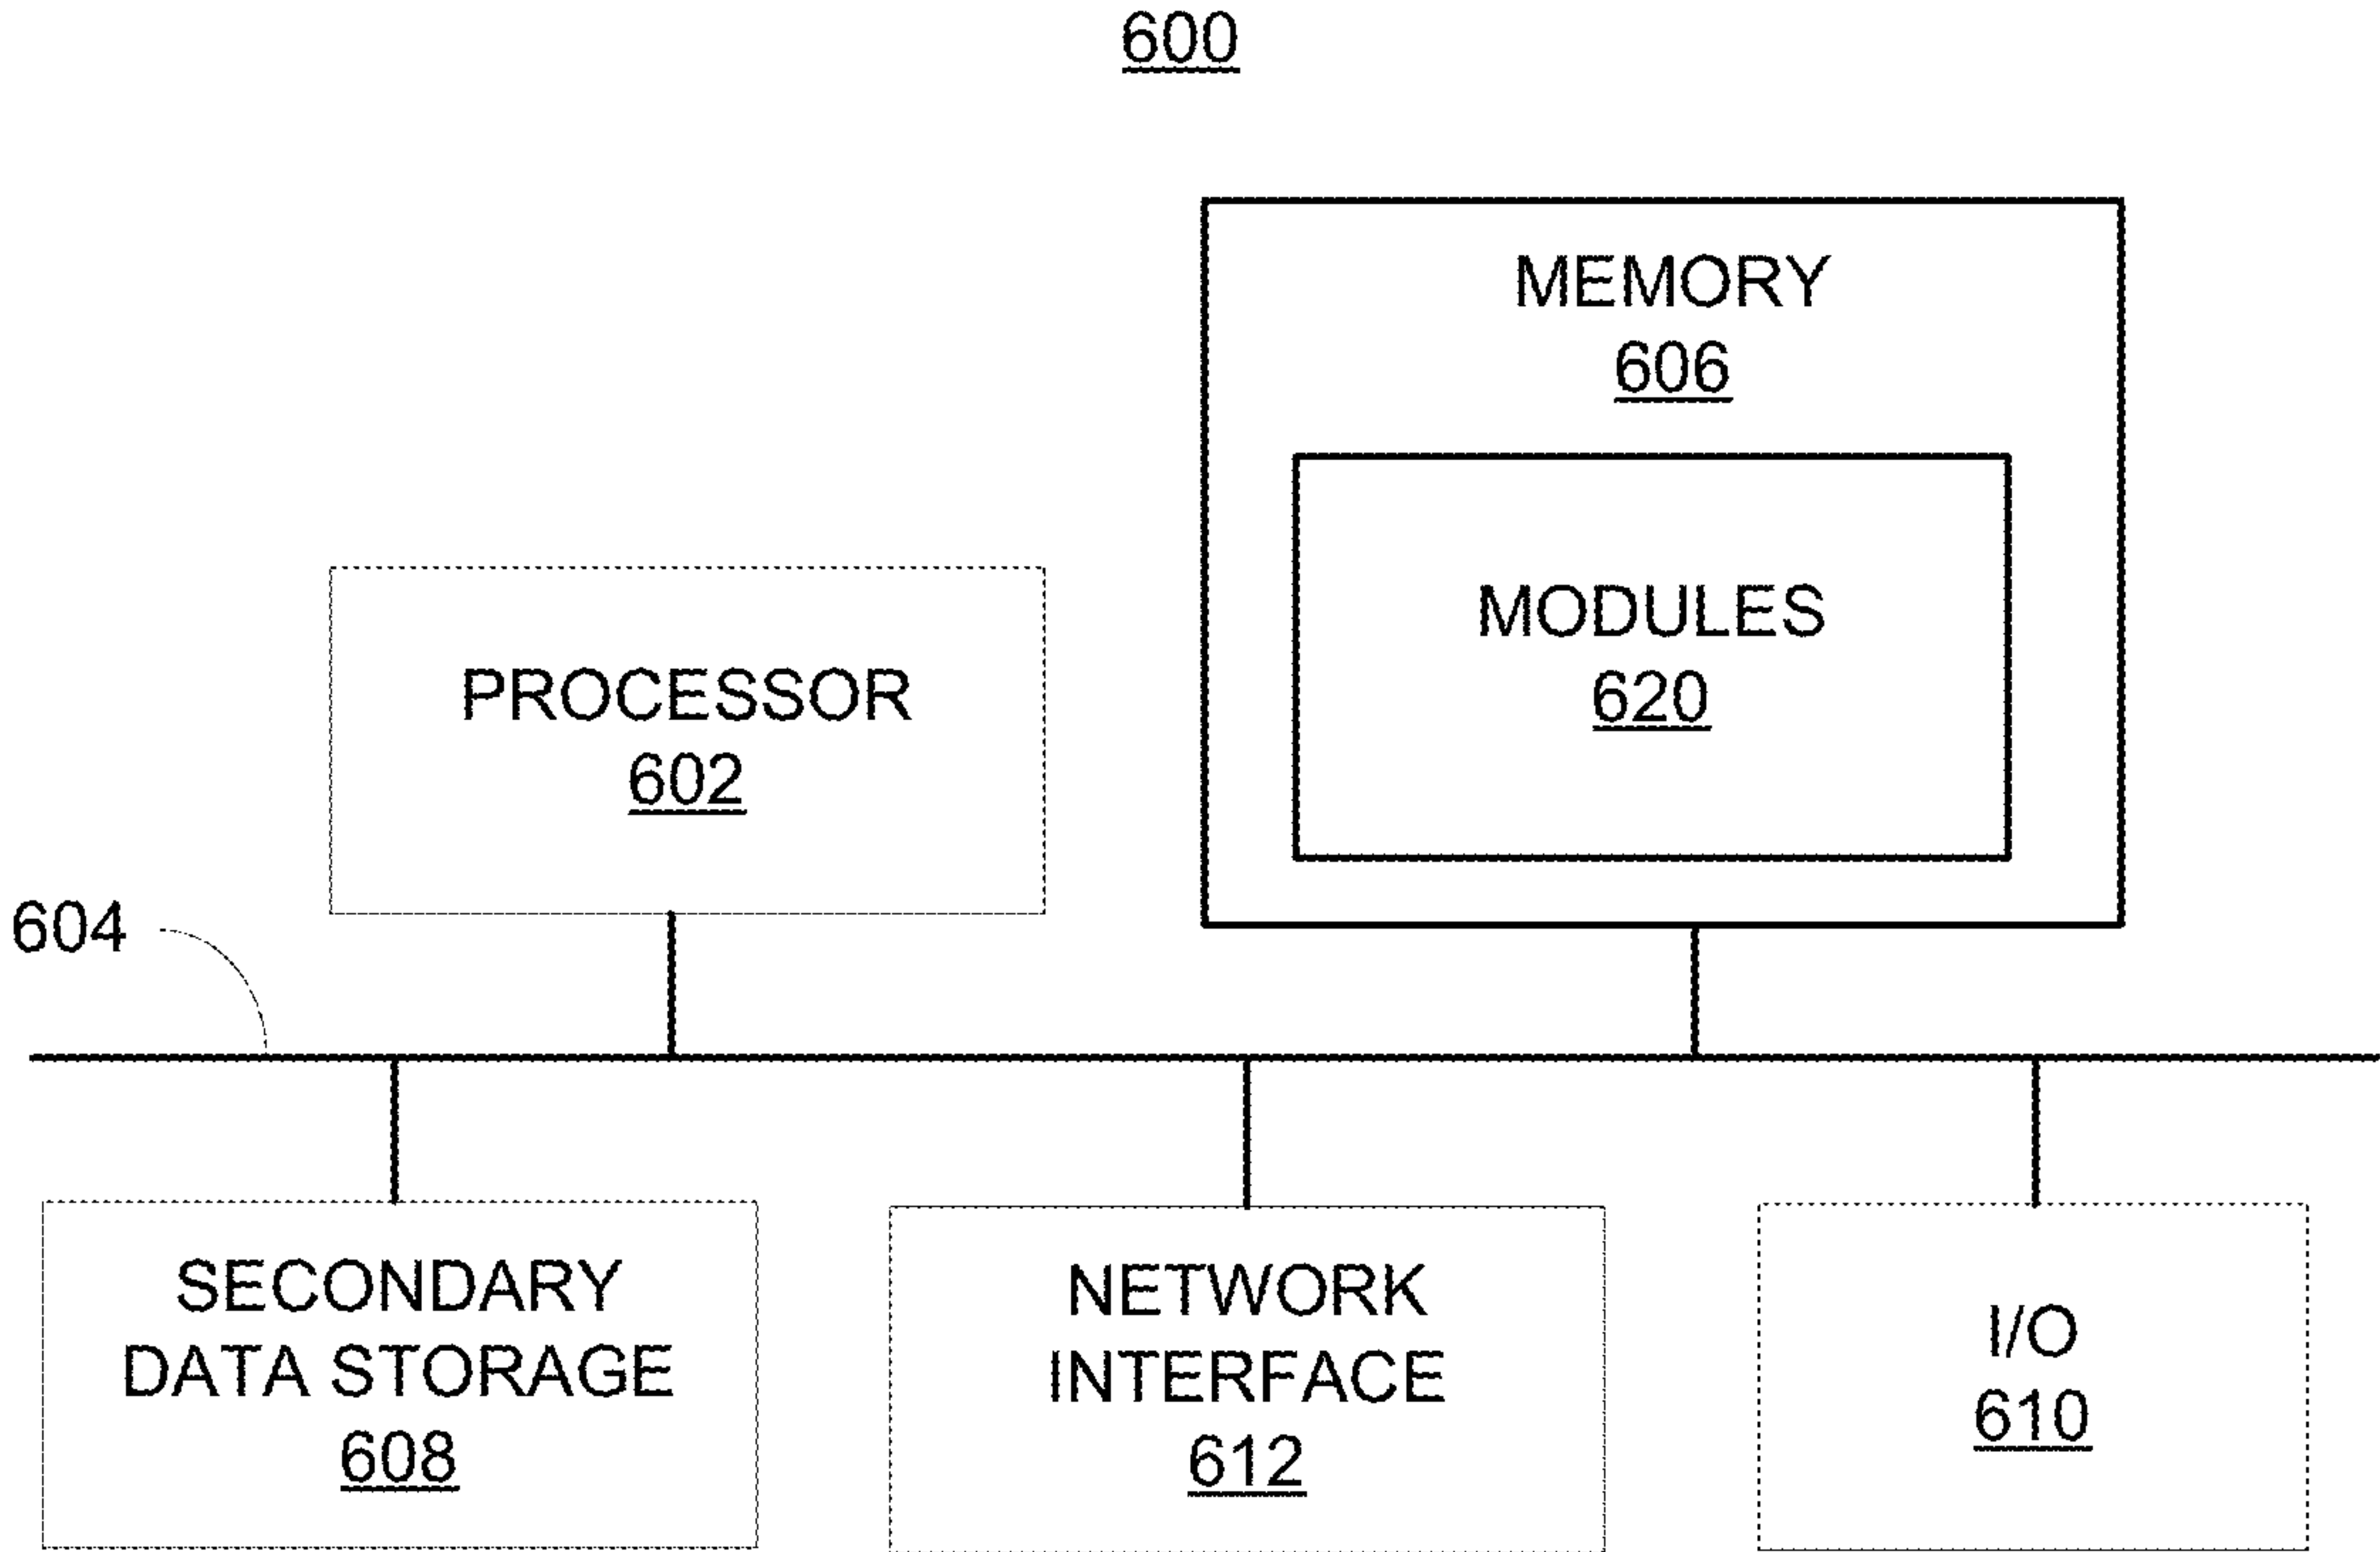 600
MEMORY
606
MODULES
620
PROCESSOR
602
604
SECONDARY
DATA STORAGE
608
NETWORK
INTERFACE
612
I/O
610